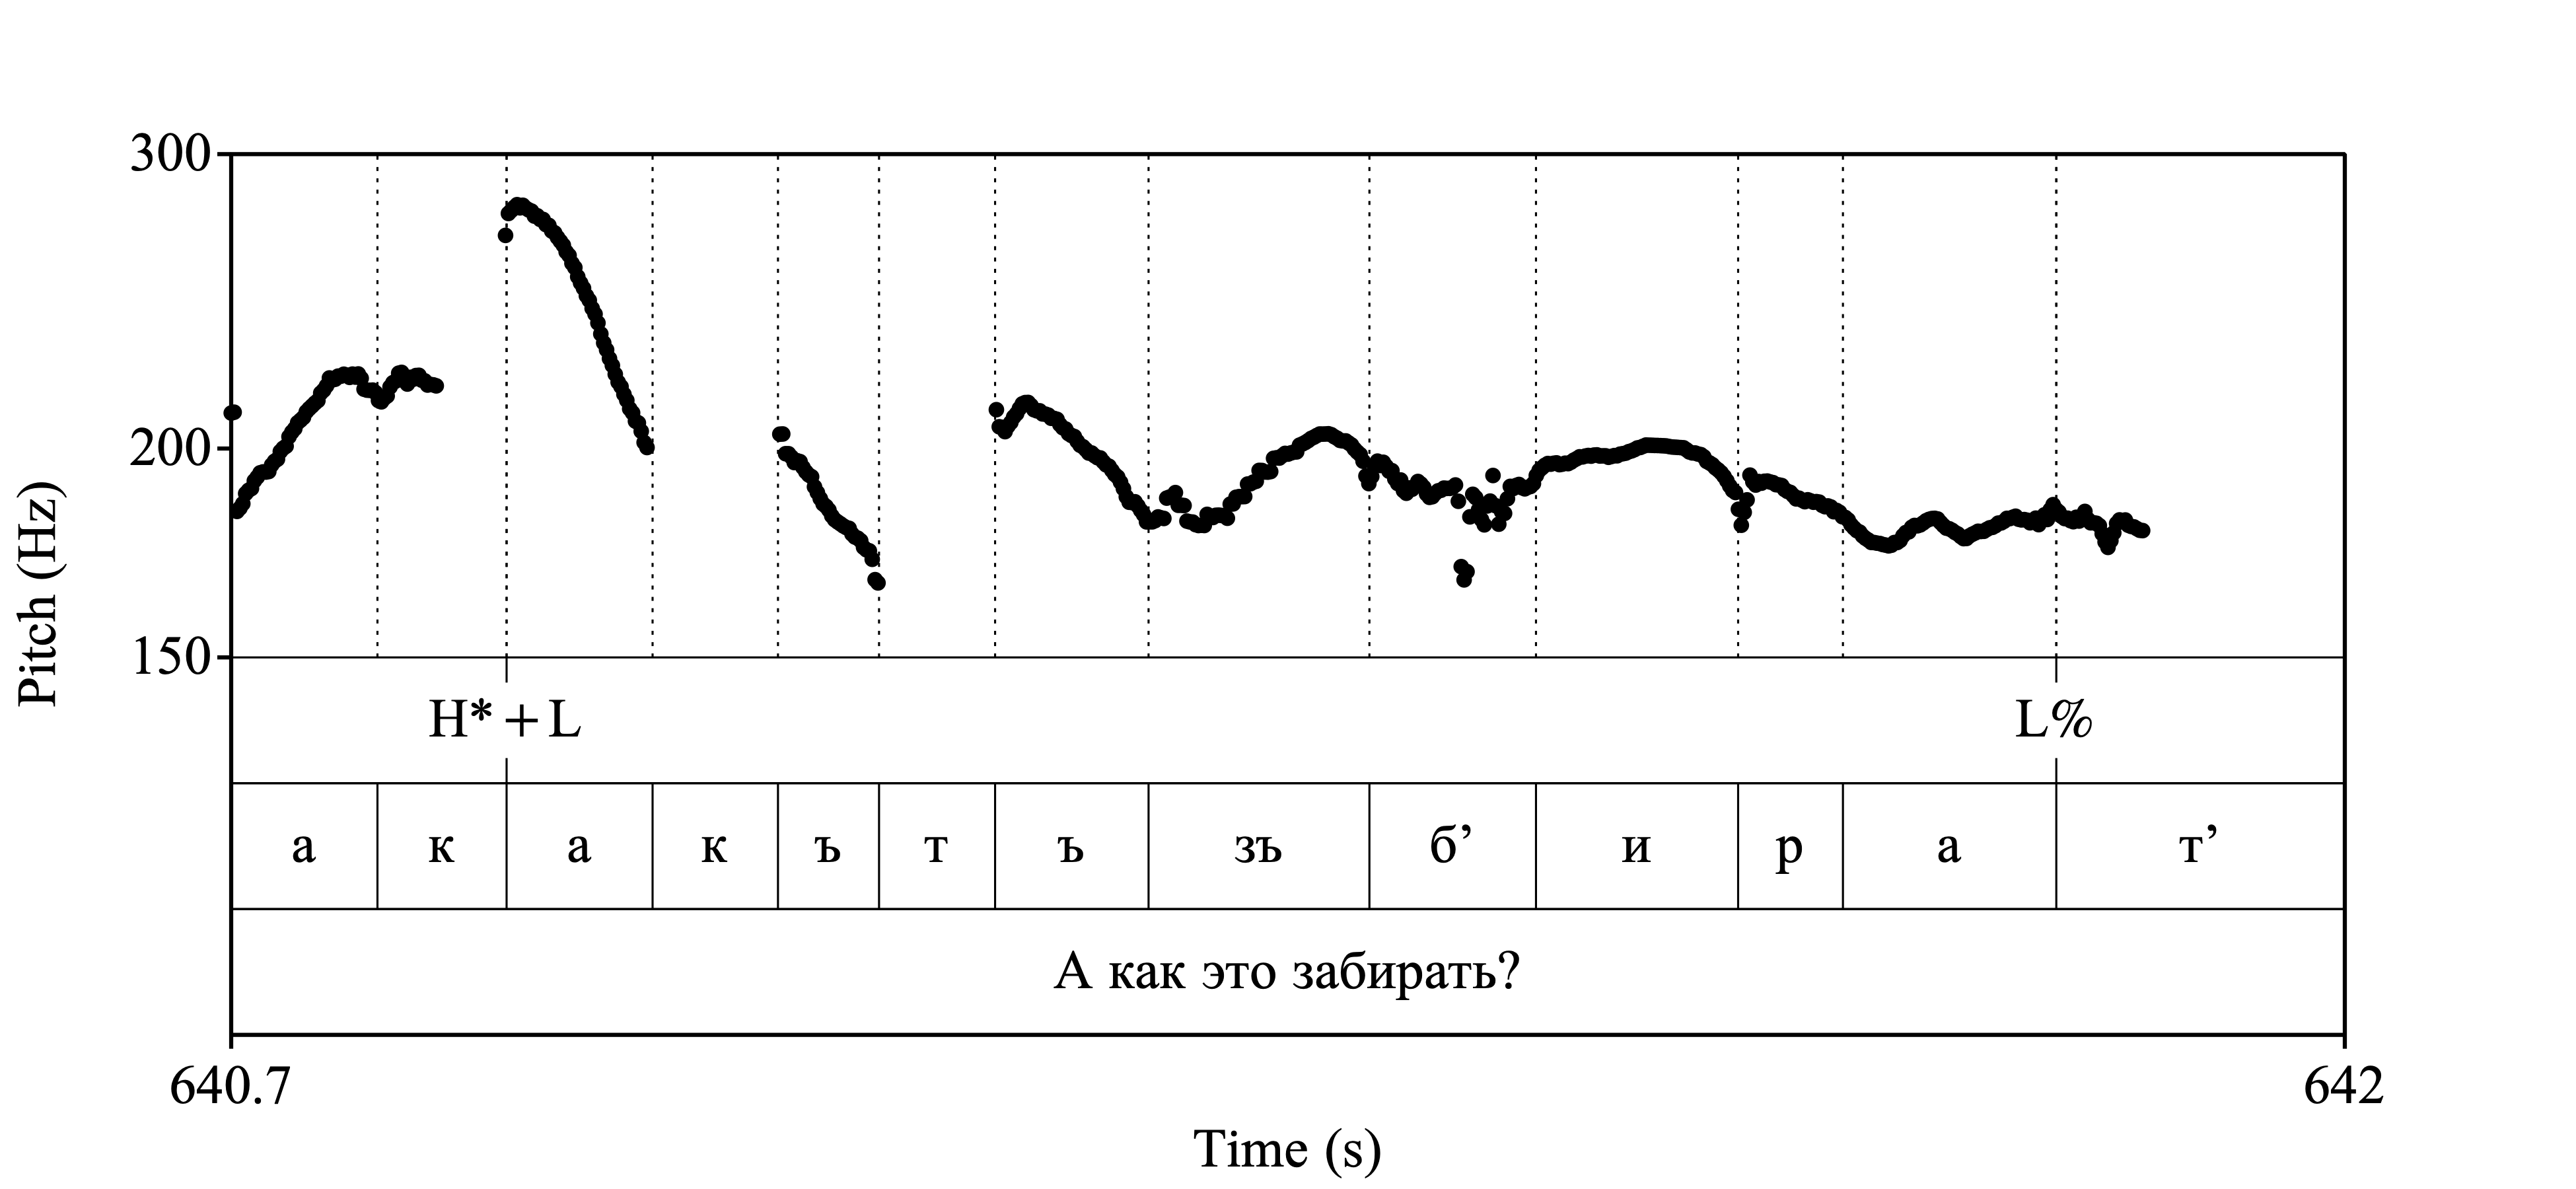 300
200
150
Pitch (Hz)
H* + L L%
а к а к ъ т ъ зъ б’ и р а т’
А как это забирать?
640.7 642
Time (s)